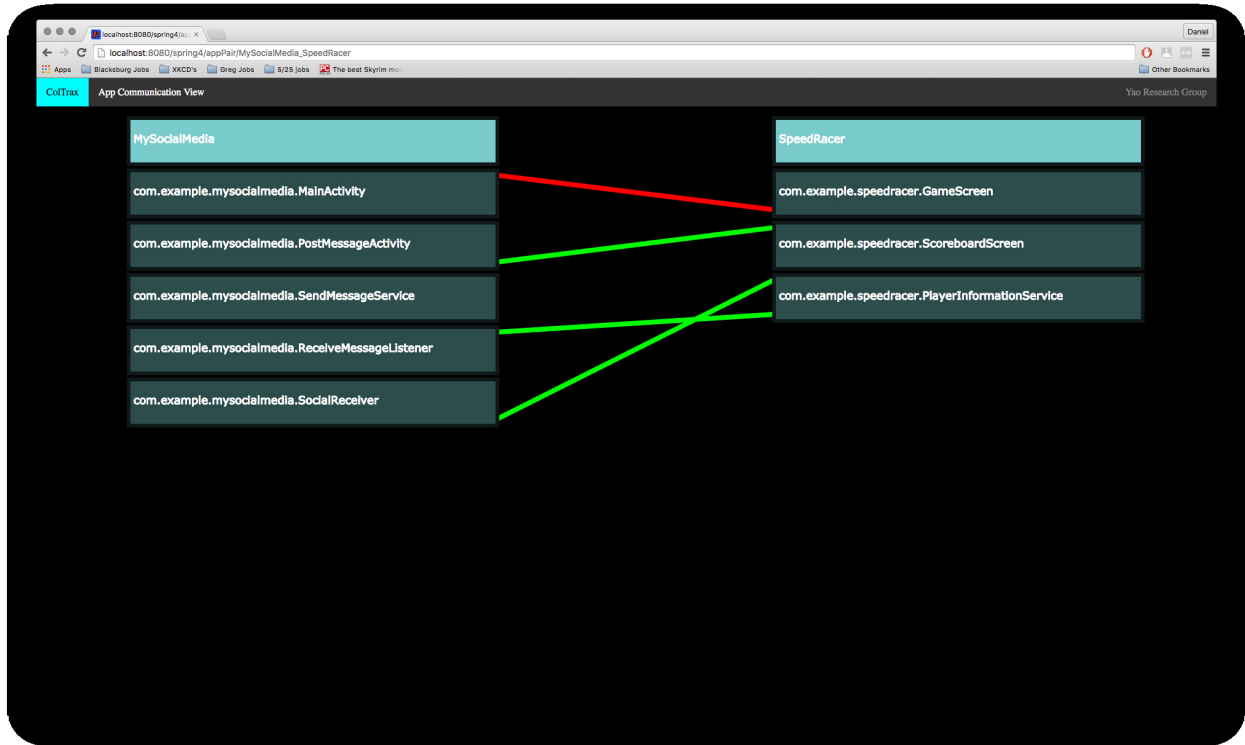 localhost:8080/spring4/ap
Daniel
localhost:8080/spring4/appPair/MySocialMedia_SpeedRacer
Apps Blacksburg Jobs XKCD's Greg Jobs 5/25 jobs The best Skyrim mo Other Bookmarks
ColTrax App Communication View Yao Research Group
MySocialMedia
SpeedRacer
com.example.mysocialmedia.MainActivity
com.example.speedracer.GameScreen
com.example.mysocialmedia.PostMessageActivity
com.example.speedracer.ScoreboardScreen
com.example.mysocialmedia.SendMessageService
com.example.speedracer.PlayerInformationService
com.example.mysocialmedia.ReceiveMessageListener
com.example.mysocialmedia.SocialReceiver